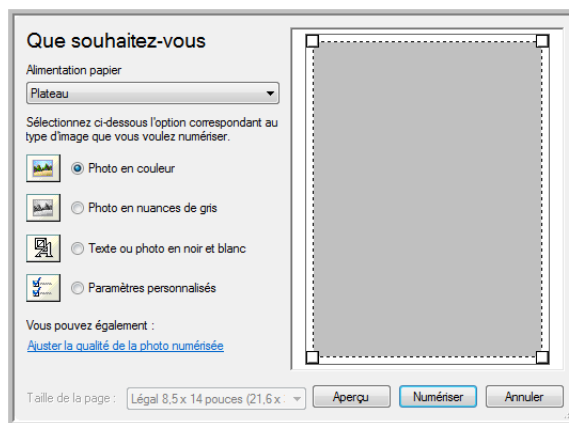 Que souhaitez-vous
Alimentation papier
Plateau
Sélectionnez ci-dessous l'option correspondant au
type d'image que vous voulez numériser.
Photo en couleur
Photo en nuances de gris
Texte ou photo en noir et blanc
Paramètres personnalisés
Vous pouvez également :
Ajuster la qualité de la photo numérisée
Taille de la page : Légal 8,5 x 14 pouces (21,6 x Aperçu Numériser Annuler